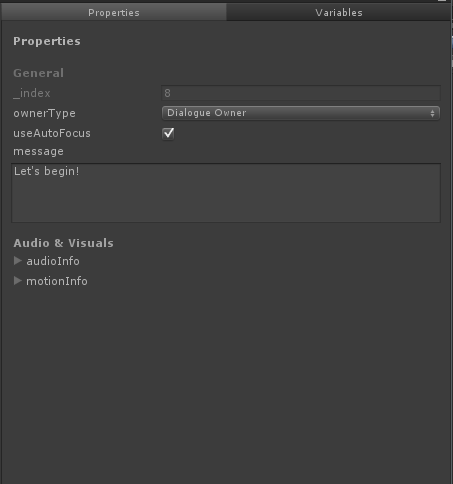 Properties Variables
Properties
General
_index 8
ownerType Dialogue Owner
useAutoFocus
message
Let's begin!
Audio & Visuals
audioInfo
motionInfo